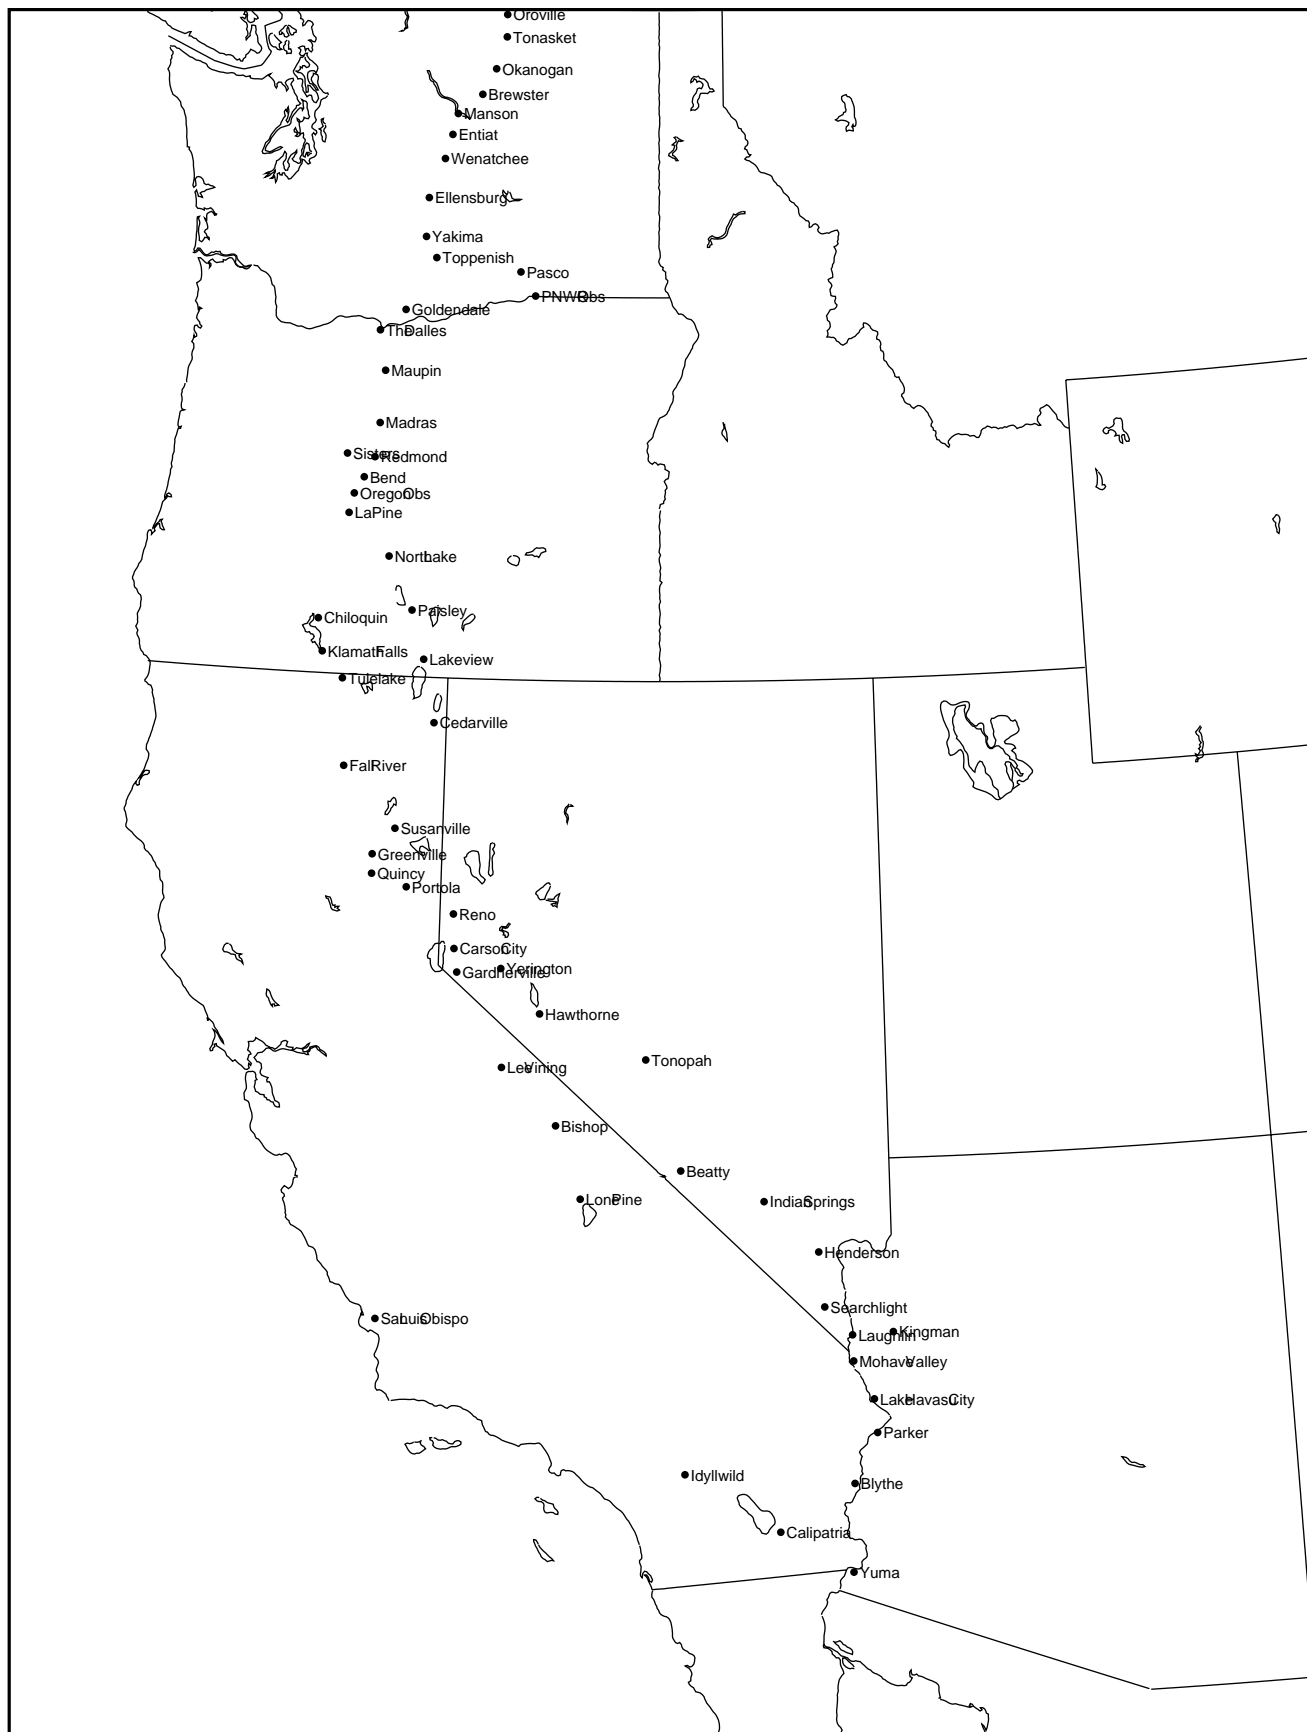 Oroville
Tonasket
Okanogan
Brewster
Manson
Entiat
Wenatchee
Ellensburg
Yakima
Toppenish
Pasco
PNWRObs
Goldendale
TheDalles
Maupin
Madras
Sisters
Redmond
Bend
OregonObs
LaPine
NorthLake
Paisley
Chiloquin
KlamathFalls
Lakeview
Tulelake
Cedarville
FallRiver
Susanville
Greenville
Quincy
Portola
Reno
CarsonCity
Yerington
Gardnerville
Hawthorne
Tonopah
LeeVining
Bishop
Beatty
LonePine
IndianSprings
Henderson
Searchlight
SanLuisObispo
Kingman
Laughlin
MohaveValley
LakeHavasuCity
Parker
Idyllwild
Blythe
Calipatria
Yuma